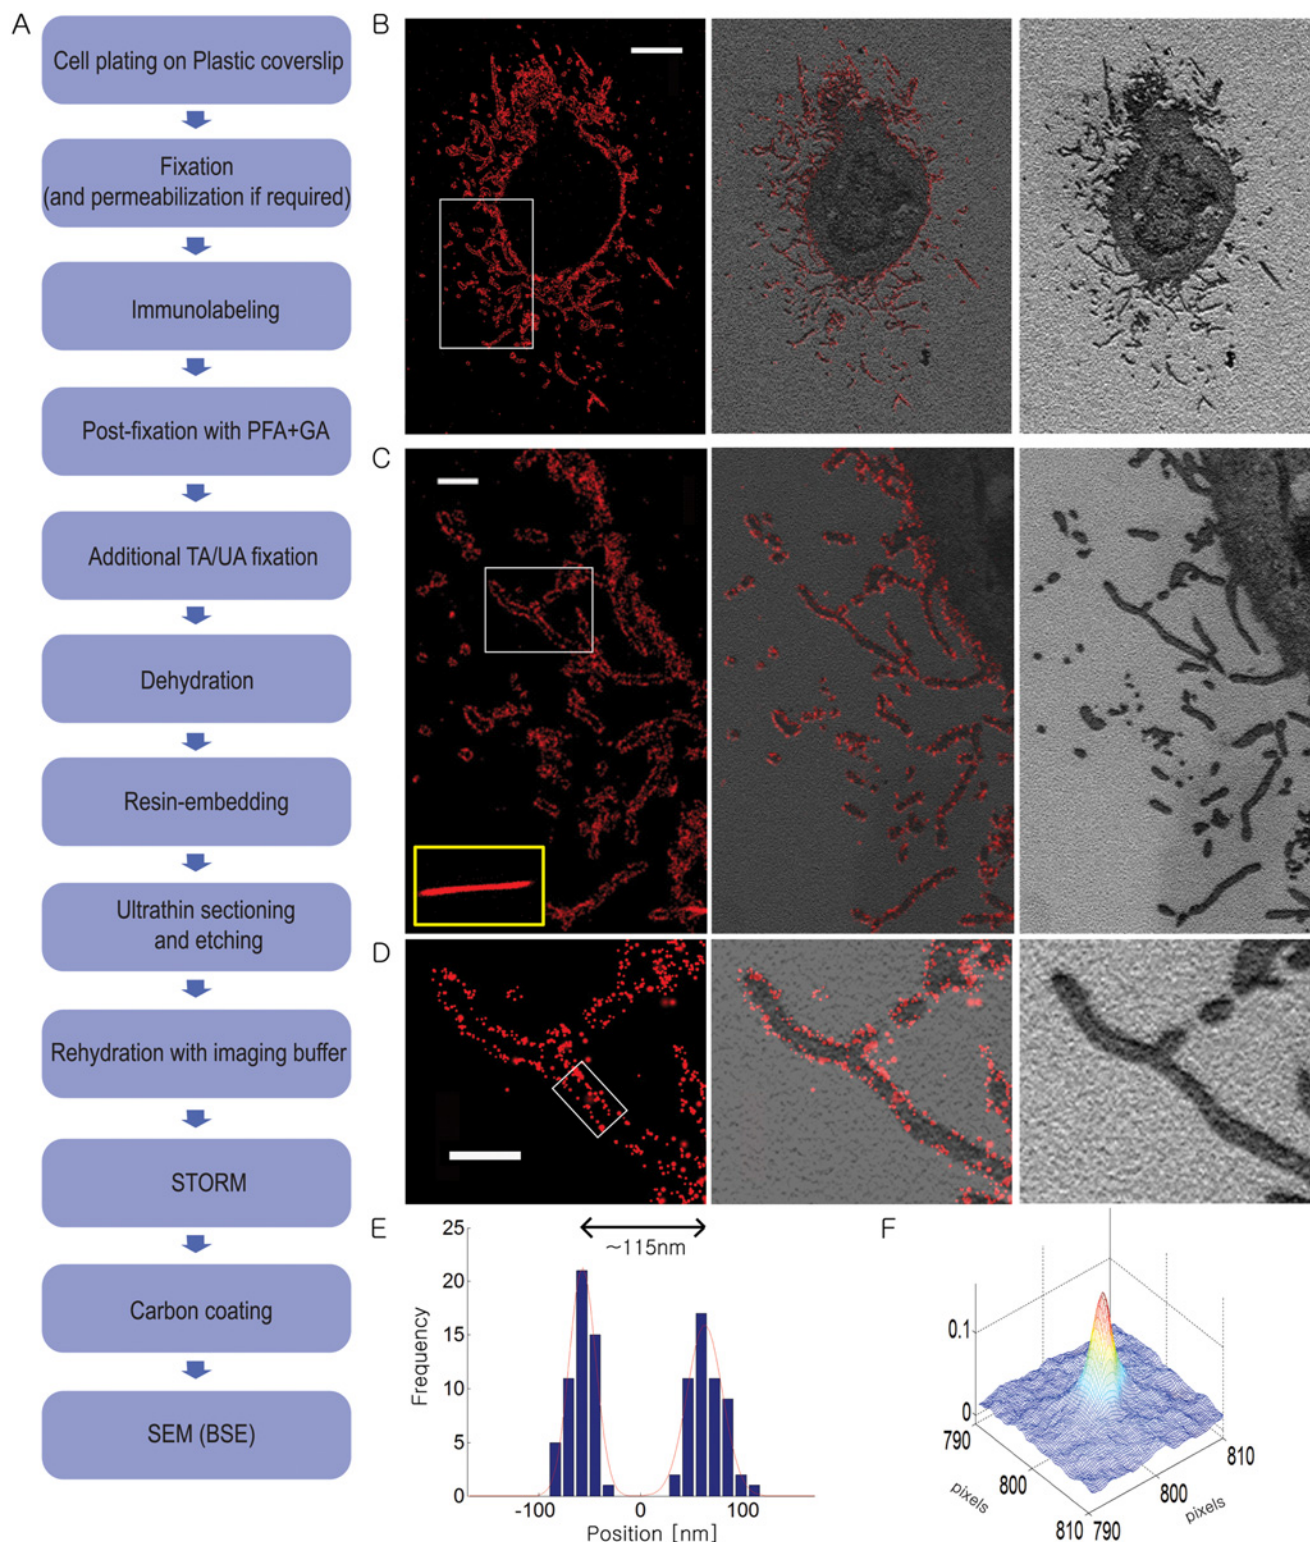 A
Cell plating on Plastic coverslip
Fixation
(and permeabilization if required)
Immunolabeling
Post-fixation with PFA+GA
Additional TA/UA fixation
Dehydration
Resin-embedding
Ultrathin sectioning
and etching
Rehydration with imaging buffer
STORM
Carbon coating
SEM (BSE)
B
C
D
E
~115nm
25
20
15
10
5
0
Frequency
-100
0
100
Position [nm]
F
0.1
0
790
800
810
pixels
790
800
810
pixels